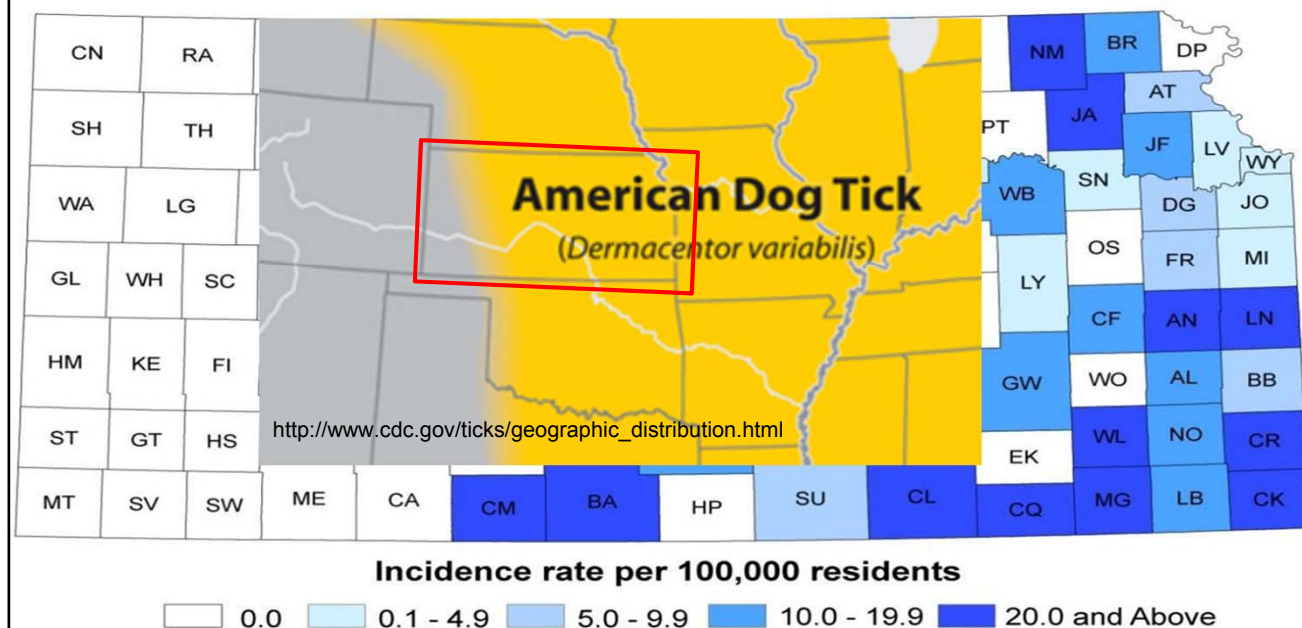 CN RA NM BR DP
SH TH PT JA AT
JF LV WY
WA LG WB SN DG JO
GL WH SC LY OS FR MI
American Dog Tick
(Dermacentor variabilis)
HM KE FI CF AN LN
GW WO AL BB
ST GT HS EK WL NO CR
http://www.cdc.gov/ticks/geographic_distribution.html
MT SV SW ME CA CM BA HP SU CL CQ MG LB CK
Incidence rate per 100,000 residents
0.0 0.1 - 4.9 5.0 - 9.9 10.0 - 19.9 20.0 and Above